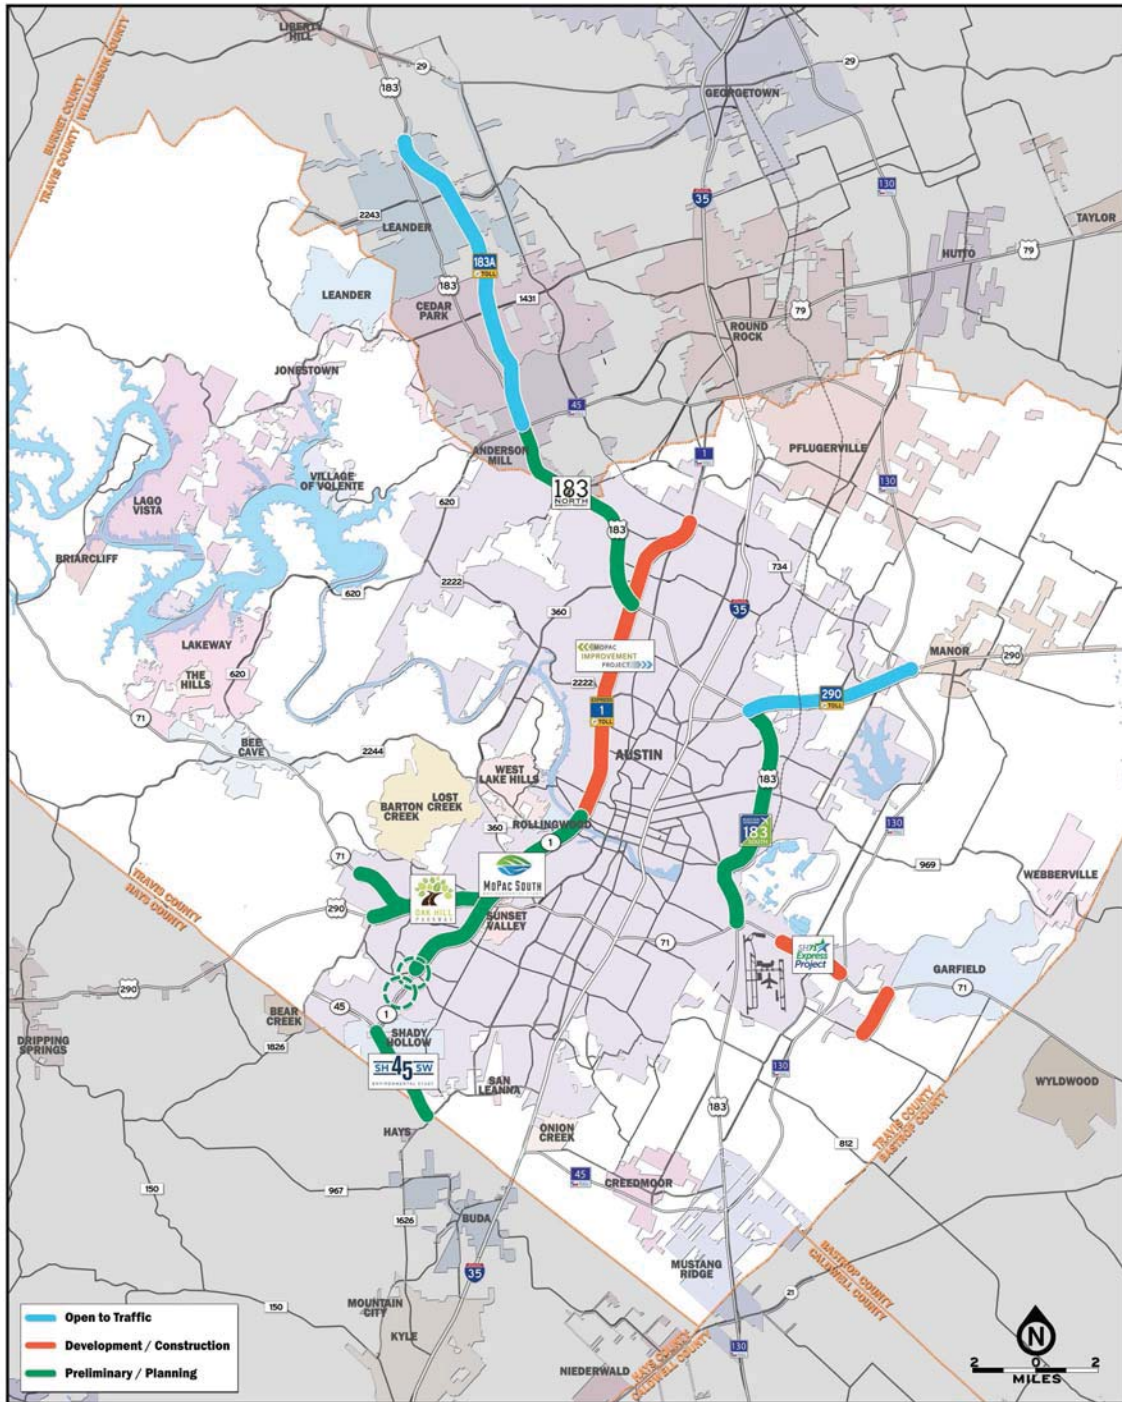 LIBERTY
HILL
29
183
GEORGETOWN
29
BURNET COUNTY
WILLIAMSON COUNTY
TRAVIS COUNTY
35
130
2243
LEANDER
TAYLOR
183A
TOLL
HUTTO
79
183
LEANDER
CEDAR
PARK
1431
79
ROUND
ROCK
JONESTOWN
45
ANDERSON
MILL
1
PFLUGERVILLE
VILLAGE
OF VOLENTE
183
NORTH
130
LAGO
VISTA
620
183
BRIARCLIFF
2222
734
620
360
35
LAKEWAY
MOPAC
IMPROVEMENT
PROJECT
MANOR
290
THE
HILLS
620
2222
290
TOLL
71
EXPRESS
1
TOLL
BEE
CAVE
2244
AUSTIN
WEST
LAKE HILLS
183
BARTON
CREEK
LOST
CREEK
ROLLINGWOOD
360
1
183
SOUTH
130
969
71
MOPAC SOUTH
WEBBERVILLE
TRAVIS COUNTY
HAYS COUNTY
OAK HILL
PARKWAY
290
SUNSET
VALLEY
71
SH71
Express
Project
GARFIELD
71
290
45
1
BEAR
CREEK
SHADY
HOLLOW
DRIPPING
SPRINGS
1826
SH 45 SW
ENVIRONMENTAL STUDY
SAN
LEANNA
130
WYLDWOOD
183
HAYS
ONION
CREEK
812
TRAVIS COUNTY
BASTROP COUNTY
45
CREEDMOOR
150
967
1626
BUDA
35
MUSTANG
RIDGE
BASTROP COUNTY
CALDWELL COUNTY
21
MOUNTAIN
CITY
150
KYLE
130
NIEDERWALD
HAYS COUNTY
CALDWELL COUNTY
Open to Traffic
Development / Construction
Preliminary / Planning
N
2 0 2
MILES